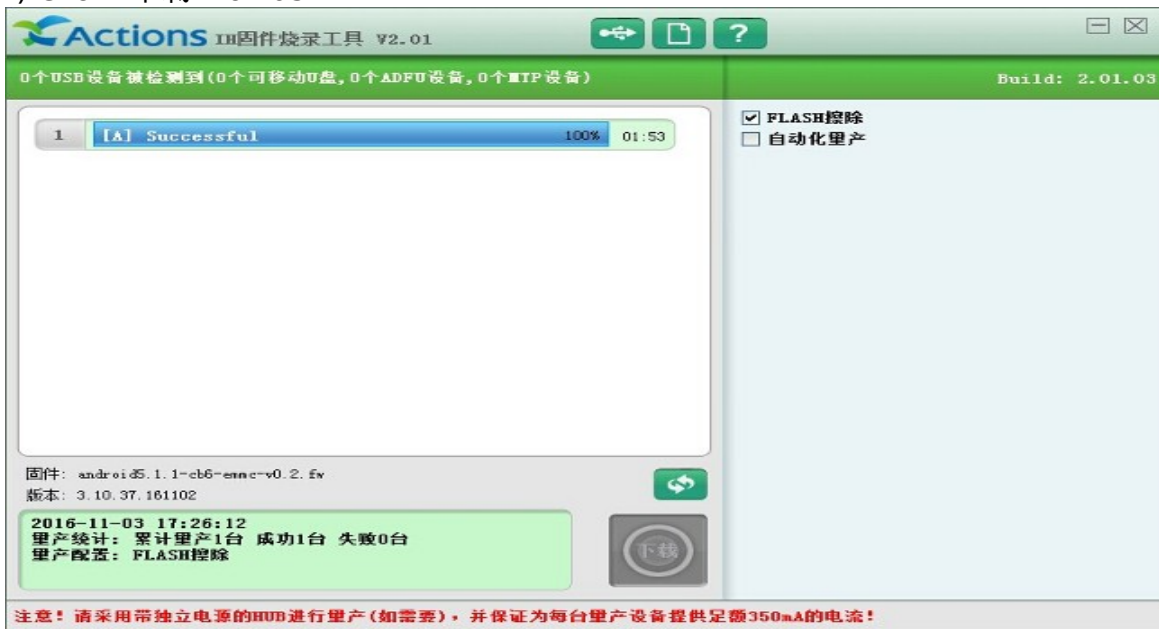 Actions IH固件烧录工具 V2.01
0个USB设备被检测到(0个可移动U盘,0个ADFU设备,0个MTP设备)
Build: 2.01.03
1 [A] Successful 100% 01:53
FLASH擦除
自动化量产
固件: android5.1.1-cb6-emmc-v0.2.fw
版本: 3.10.37.161102
2016-11-03 17:26:12
量产统计: 累计量产1台 成功1台 失败0台
量产配置: FLASH擦除
下载
注意! 请采用带独立电源的HUB进行量产(如需要), 并保证为每台量产设备提供足额350mA的电流!